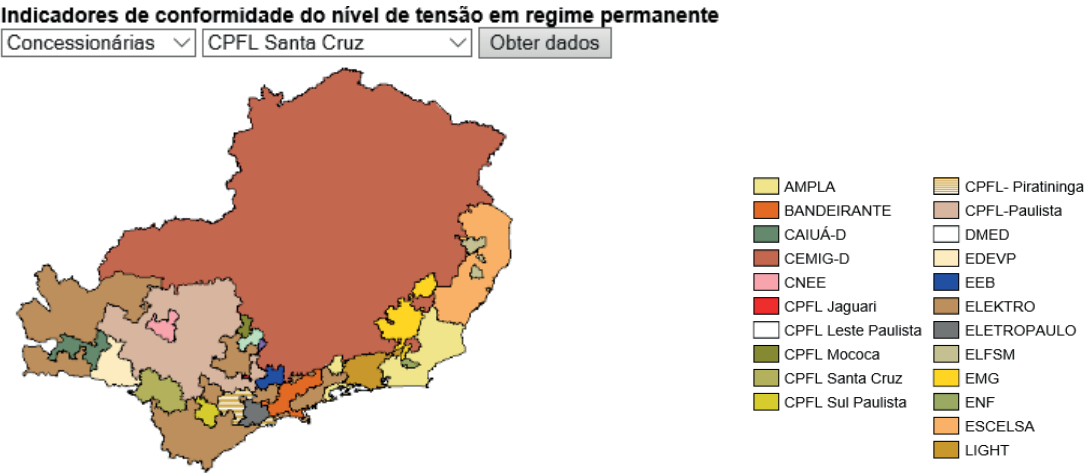 Indicadores de conformidade do nível de tensão em regime permanente
Concessionárias CPFL Santa Cruz Obter dados
AMPLA
BANDEIRANTE
CAIUÁ-D
CEMIG-D
CNEE
CPFL Jaguari
CPFL Leste Paulista
CPFL Mococa
CPFL Santa Cruz
CPFL Sul Paulista
CPFL- Piratininga
CPFL-Paulista
DMED
EDEVP
EEB
ELEKTRO
ELETROPAULO
ELFSM
EMG
ENF
ESCELSA
LIGHT